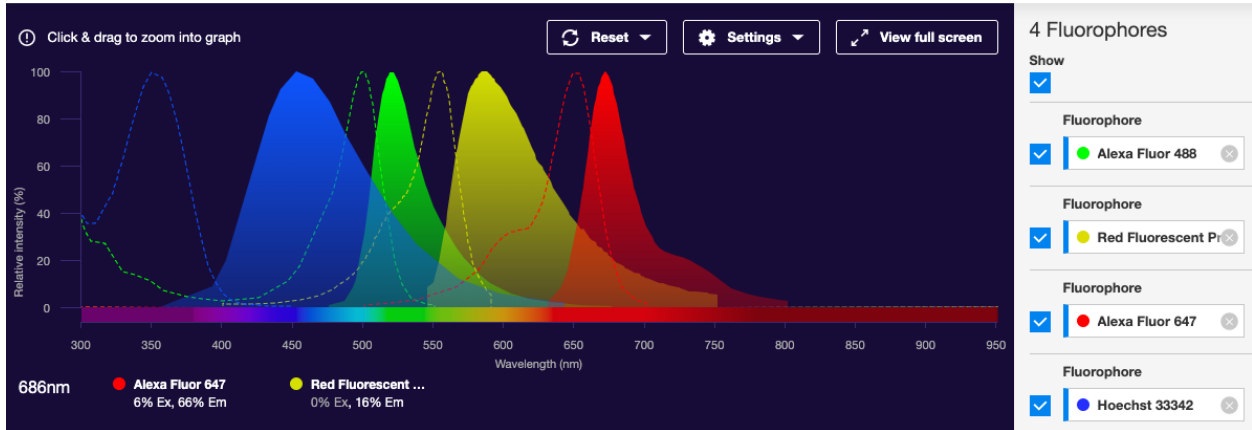 Click & drag to zoom into graph
Reset
Settings
View full screen
Relative intensity (%)
100
80
60
40
20
0
300 350 400 450 500 550 600 650 700 750 800 850 900 950
Wavelength (nm)
686nm
Alexa Fluor 647
6% Ex, 66% Em
Red Fluorescent ...
0% Ex, 16% Em
4 Fluorophores
Show
Fluorophore
Alexa Fluor 488
Fluorophore
Red Fluorescent Pr
Fluorophore
Alexa Fluor 647
Fluorophore
Hoechst 33342